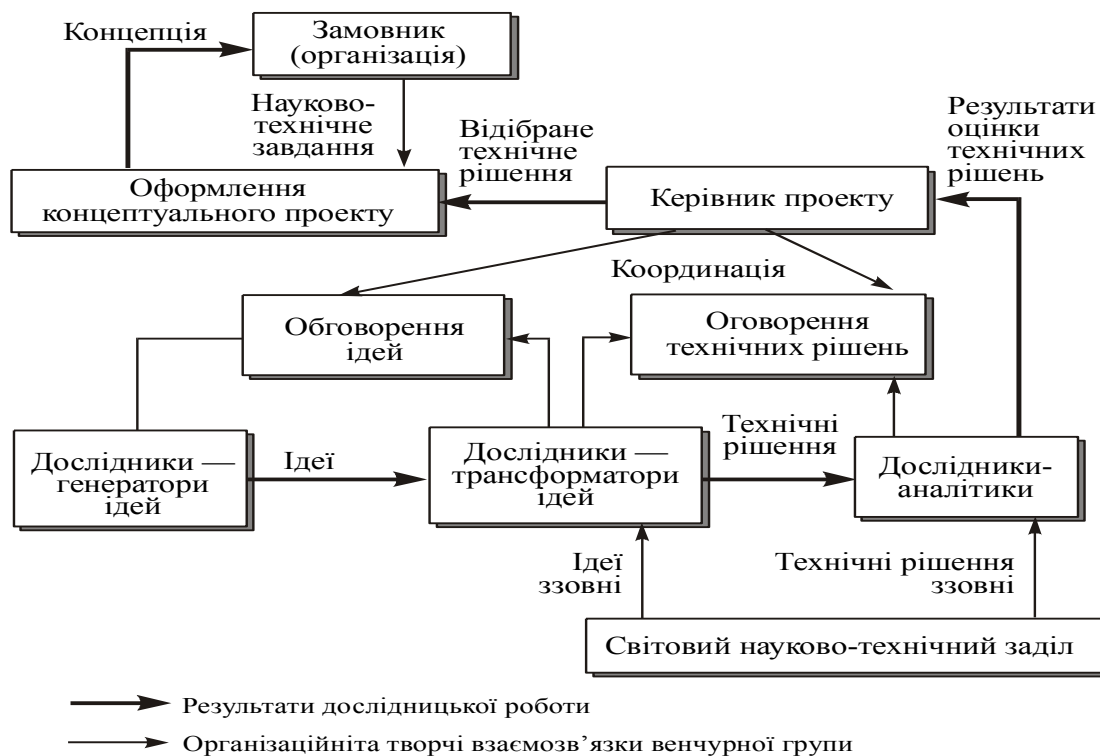 Концепція
Замовник
(організація)
Науково-
технічне
завдання
Відібране
технічне
рішення
Результати
оцінки
технічних
рішень
Оформлення
концептуального проекту
Керівник проекту
Координація
Обговорення
ідей
Оговорення
технічних рішень
Дослідники —
генератори
ідей
Ідеї
Дослідники —
трансформатори
ідей
Технічні
рішення
Дослідники-
аналітики
Ідеї
ззовні
Технічні рішення
ззовні
Світовий науково-технічний заділ
Результати дослідницької роботи
Організаційніта творчі взаємозв’язки венчурної групи